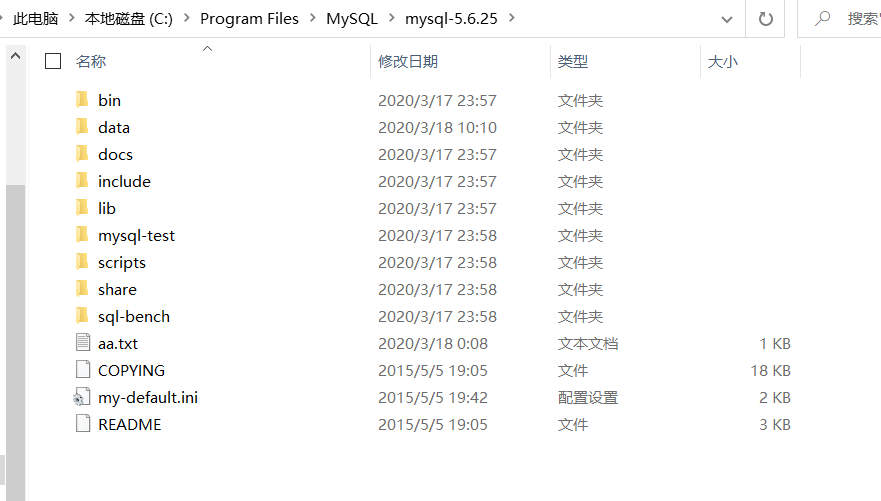 此电脑 > 本地磁盘 (C:) > Program Files > MySQL > mysql-5.6.25 > 搜索
名称 修改日期 类型 大小
bin 2020/3/17 23:57 文件夹
data 2020/3/18 10:10 文件夹
docs 2020/3/17 23:57 文件夹
include 2020/3/17 23:57 文件夹
lib 2020/3/17 23:57 文件夹
mysql-test 2020/3/17 23:58 文件夹
scripts 2020/3/17 23:58 文件夹
share 2020/3/17 23:58 文件夹
sql-bench 2020/3/17 23:58 文件夹
aa.txt 2020/3/18 0:08 文本文档 1 KB
COPYING 2015/5/5 19:05 文件 18 KB
my-default.ini 2015/5/5 19:42 配置设置 2 KB
README 2015/5/5 19:05 文件 3 KB